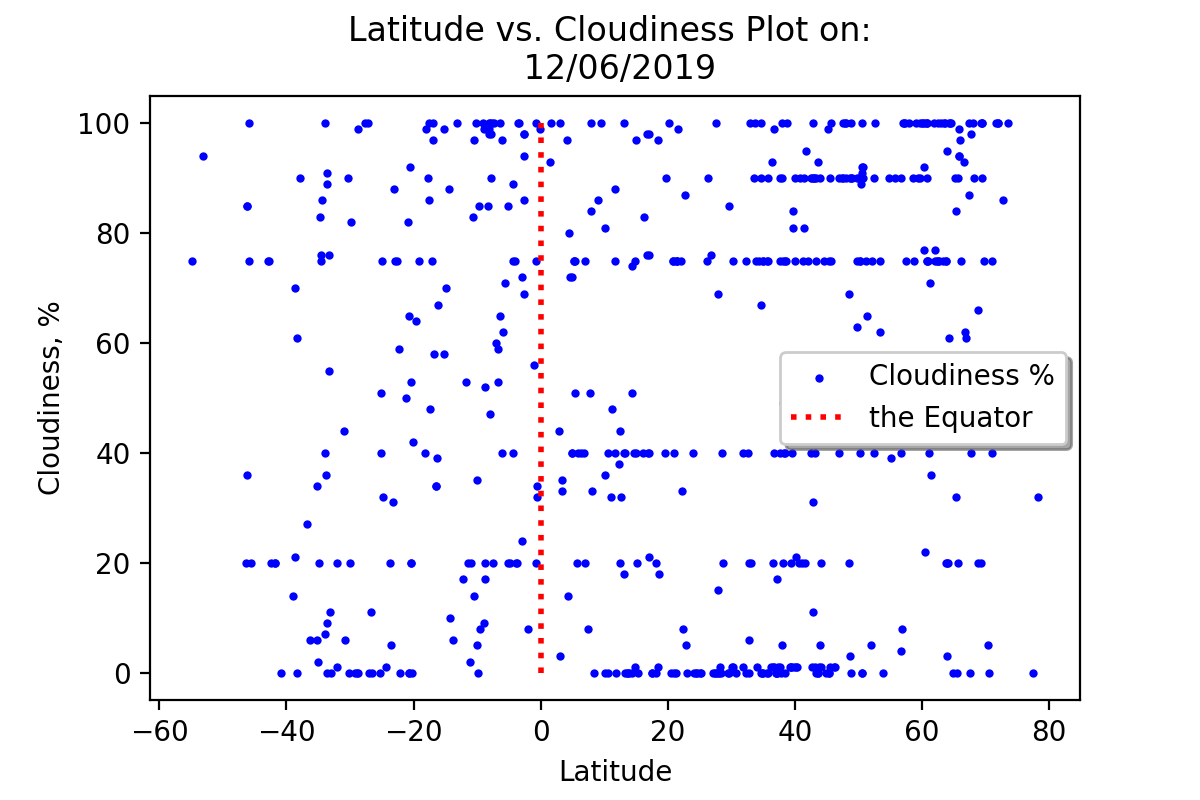 Latitude vs. Cloudiness Plot on:
12/06/2019
Cloudiness, %
100
80
60
40
20
0
Cloudiness %
the Equator
−60 −40 −20 0 20 40 60 80
Latitude